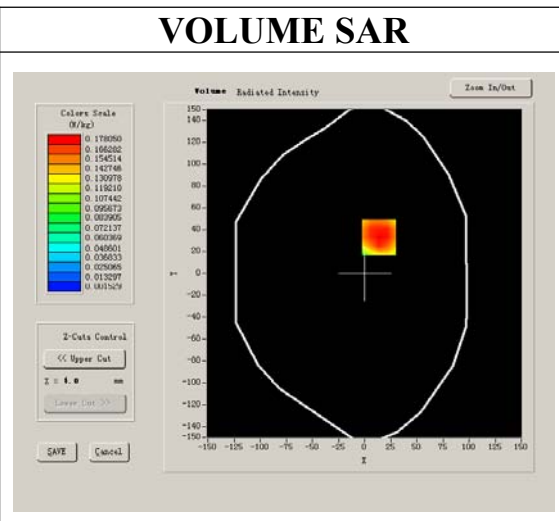 VOLUME SAR
Volume Radiated Intensity
Zoom In/Out
Colors Scale
(W/kg)
0.178050
0.166282
0.154514
0.142746
0.130978
0.119210
0.107442
0.095673
0.083905
0.072137
0.060369
0.048601
0.036833
0.025065
0.013297
0.001529
Z-Cuts Control
<< Upper Cut
Z = 4.0 mm
Lower Cut >>
SAVE
Cancel
150
140
100
80
60
40
20
0
-20
-40
-60
-80
-100
-120
-140
-150
Y
-150 -125 -100 -75 -50 -25 0 25 50 75 100 125 150
X